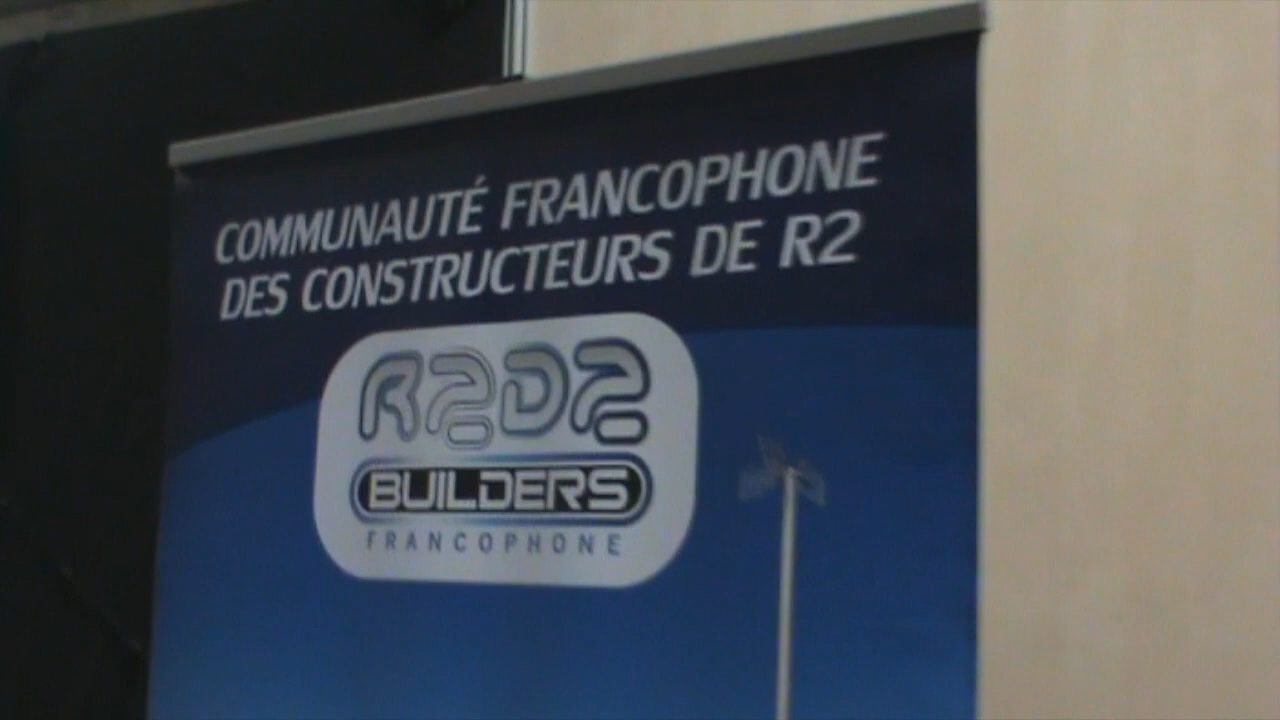 COMMUNAUTÉ FRANCOPHONE
DES CONSTRUCTEURS DE R2
R2D2
BUILDERS
FRANCOPHONE